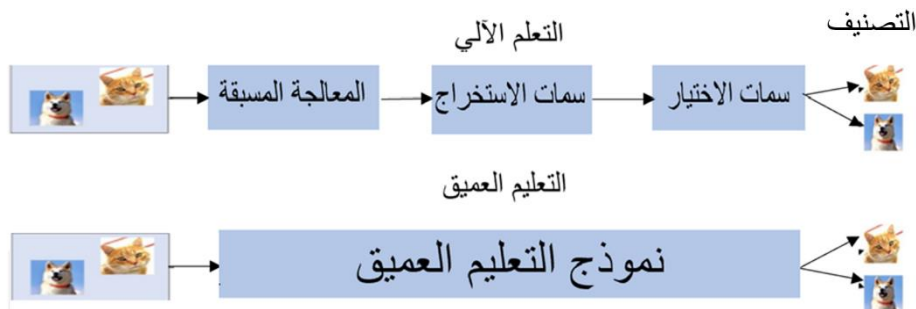 التصنيف
التعلم الآلي
المعالجة المسبقة
سمات الاستخراج
سمات الاختيار
التعليم العميق
نموذج التعليم العميق